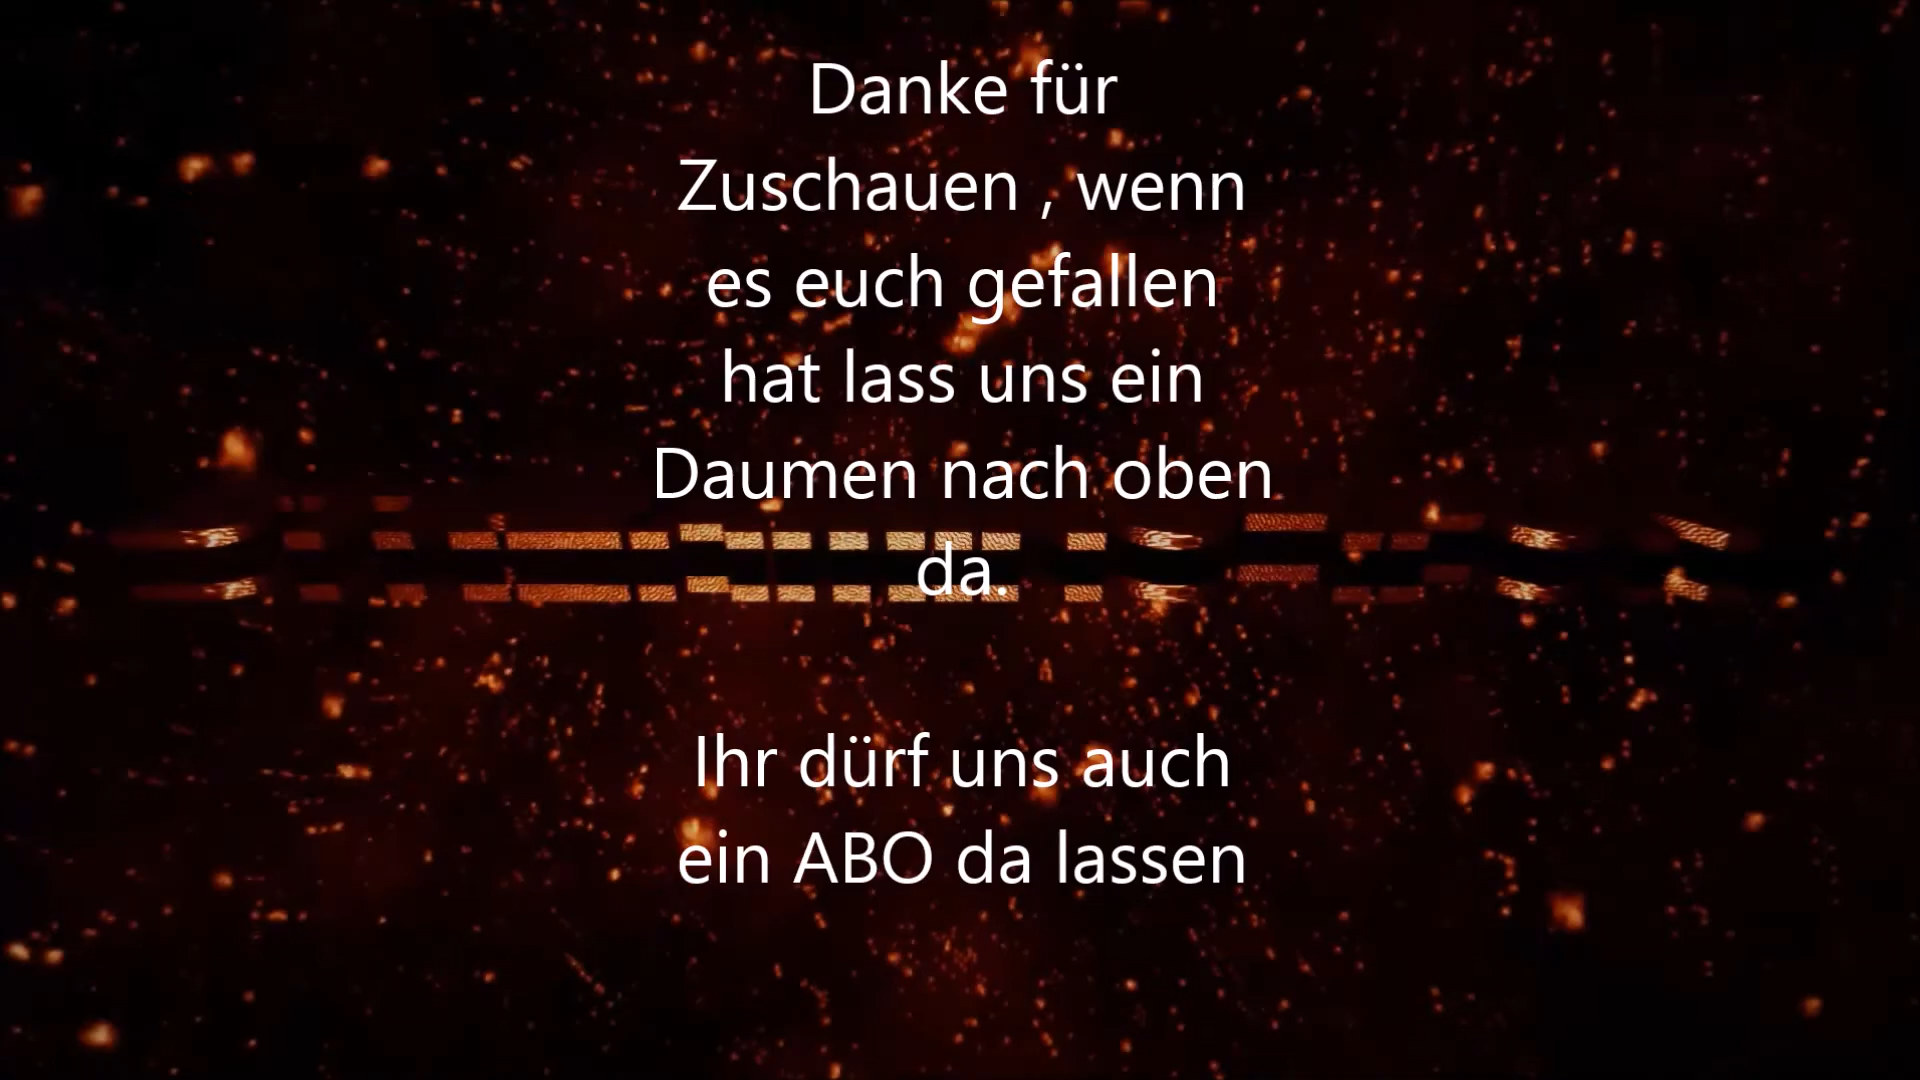 Danke für
Zuschauen , wenn
es euch gefallen
hat lass uns ein
Daumen nach oben
da.
Ihr dürf uns auch
ein ABO da lassen